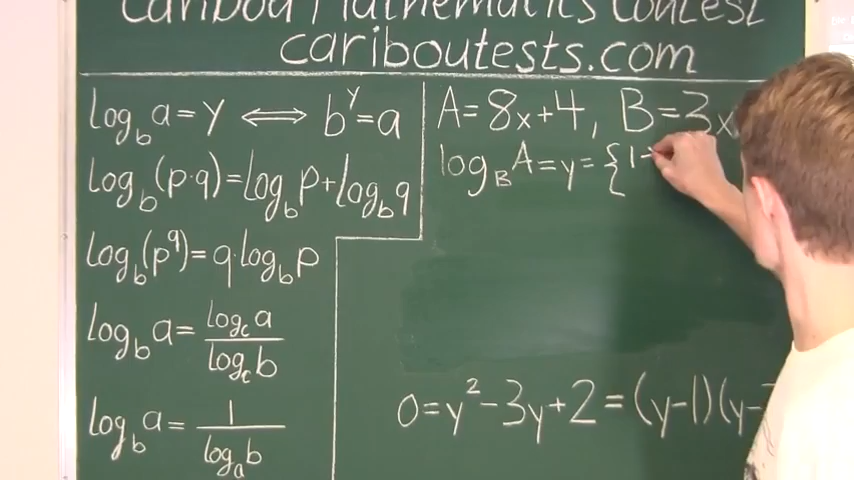 Caribou Mathematics Contest
cariboutests.com
log_b a = y ⟺ b^y = a
log_b(p·q) = log_b p + log_b q
log_b(p^q) = q·log_b p
log_b a = log_c a / log_c b
log_b a = 1 / log_a b
A = 8x+4, B = 3x
log_B A = y = {1
0 = y² - 3y + 2 = (y-1)(y-